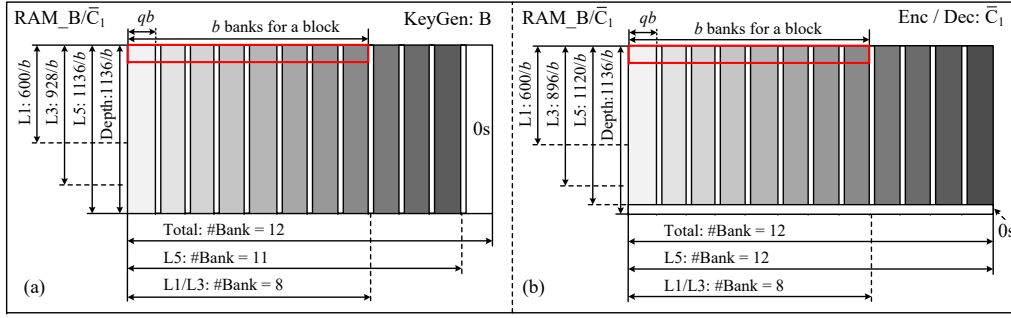 RAM_B/C̅₁
KeyGen: B
qb
b banks for a block
L1: 600/b
L3: 928/b
L5: 1136/b
Depth:1136/b
0s
Total: #Bank = 12
L5: #Bank = 11
L1/L3: #Bank = 8
(a)
RAM_B/C̅₁
Enc / Dec: C̅₁
qb
b banks for a block
L1: 600/b
L3: 896/b
L5: 1120/b
Depth:1136/b
0s
Total: #Bank = 12
L5: #Bank = 12
L1/L3: #Bank = 8
(b)